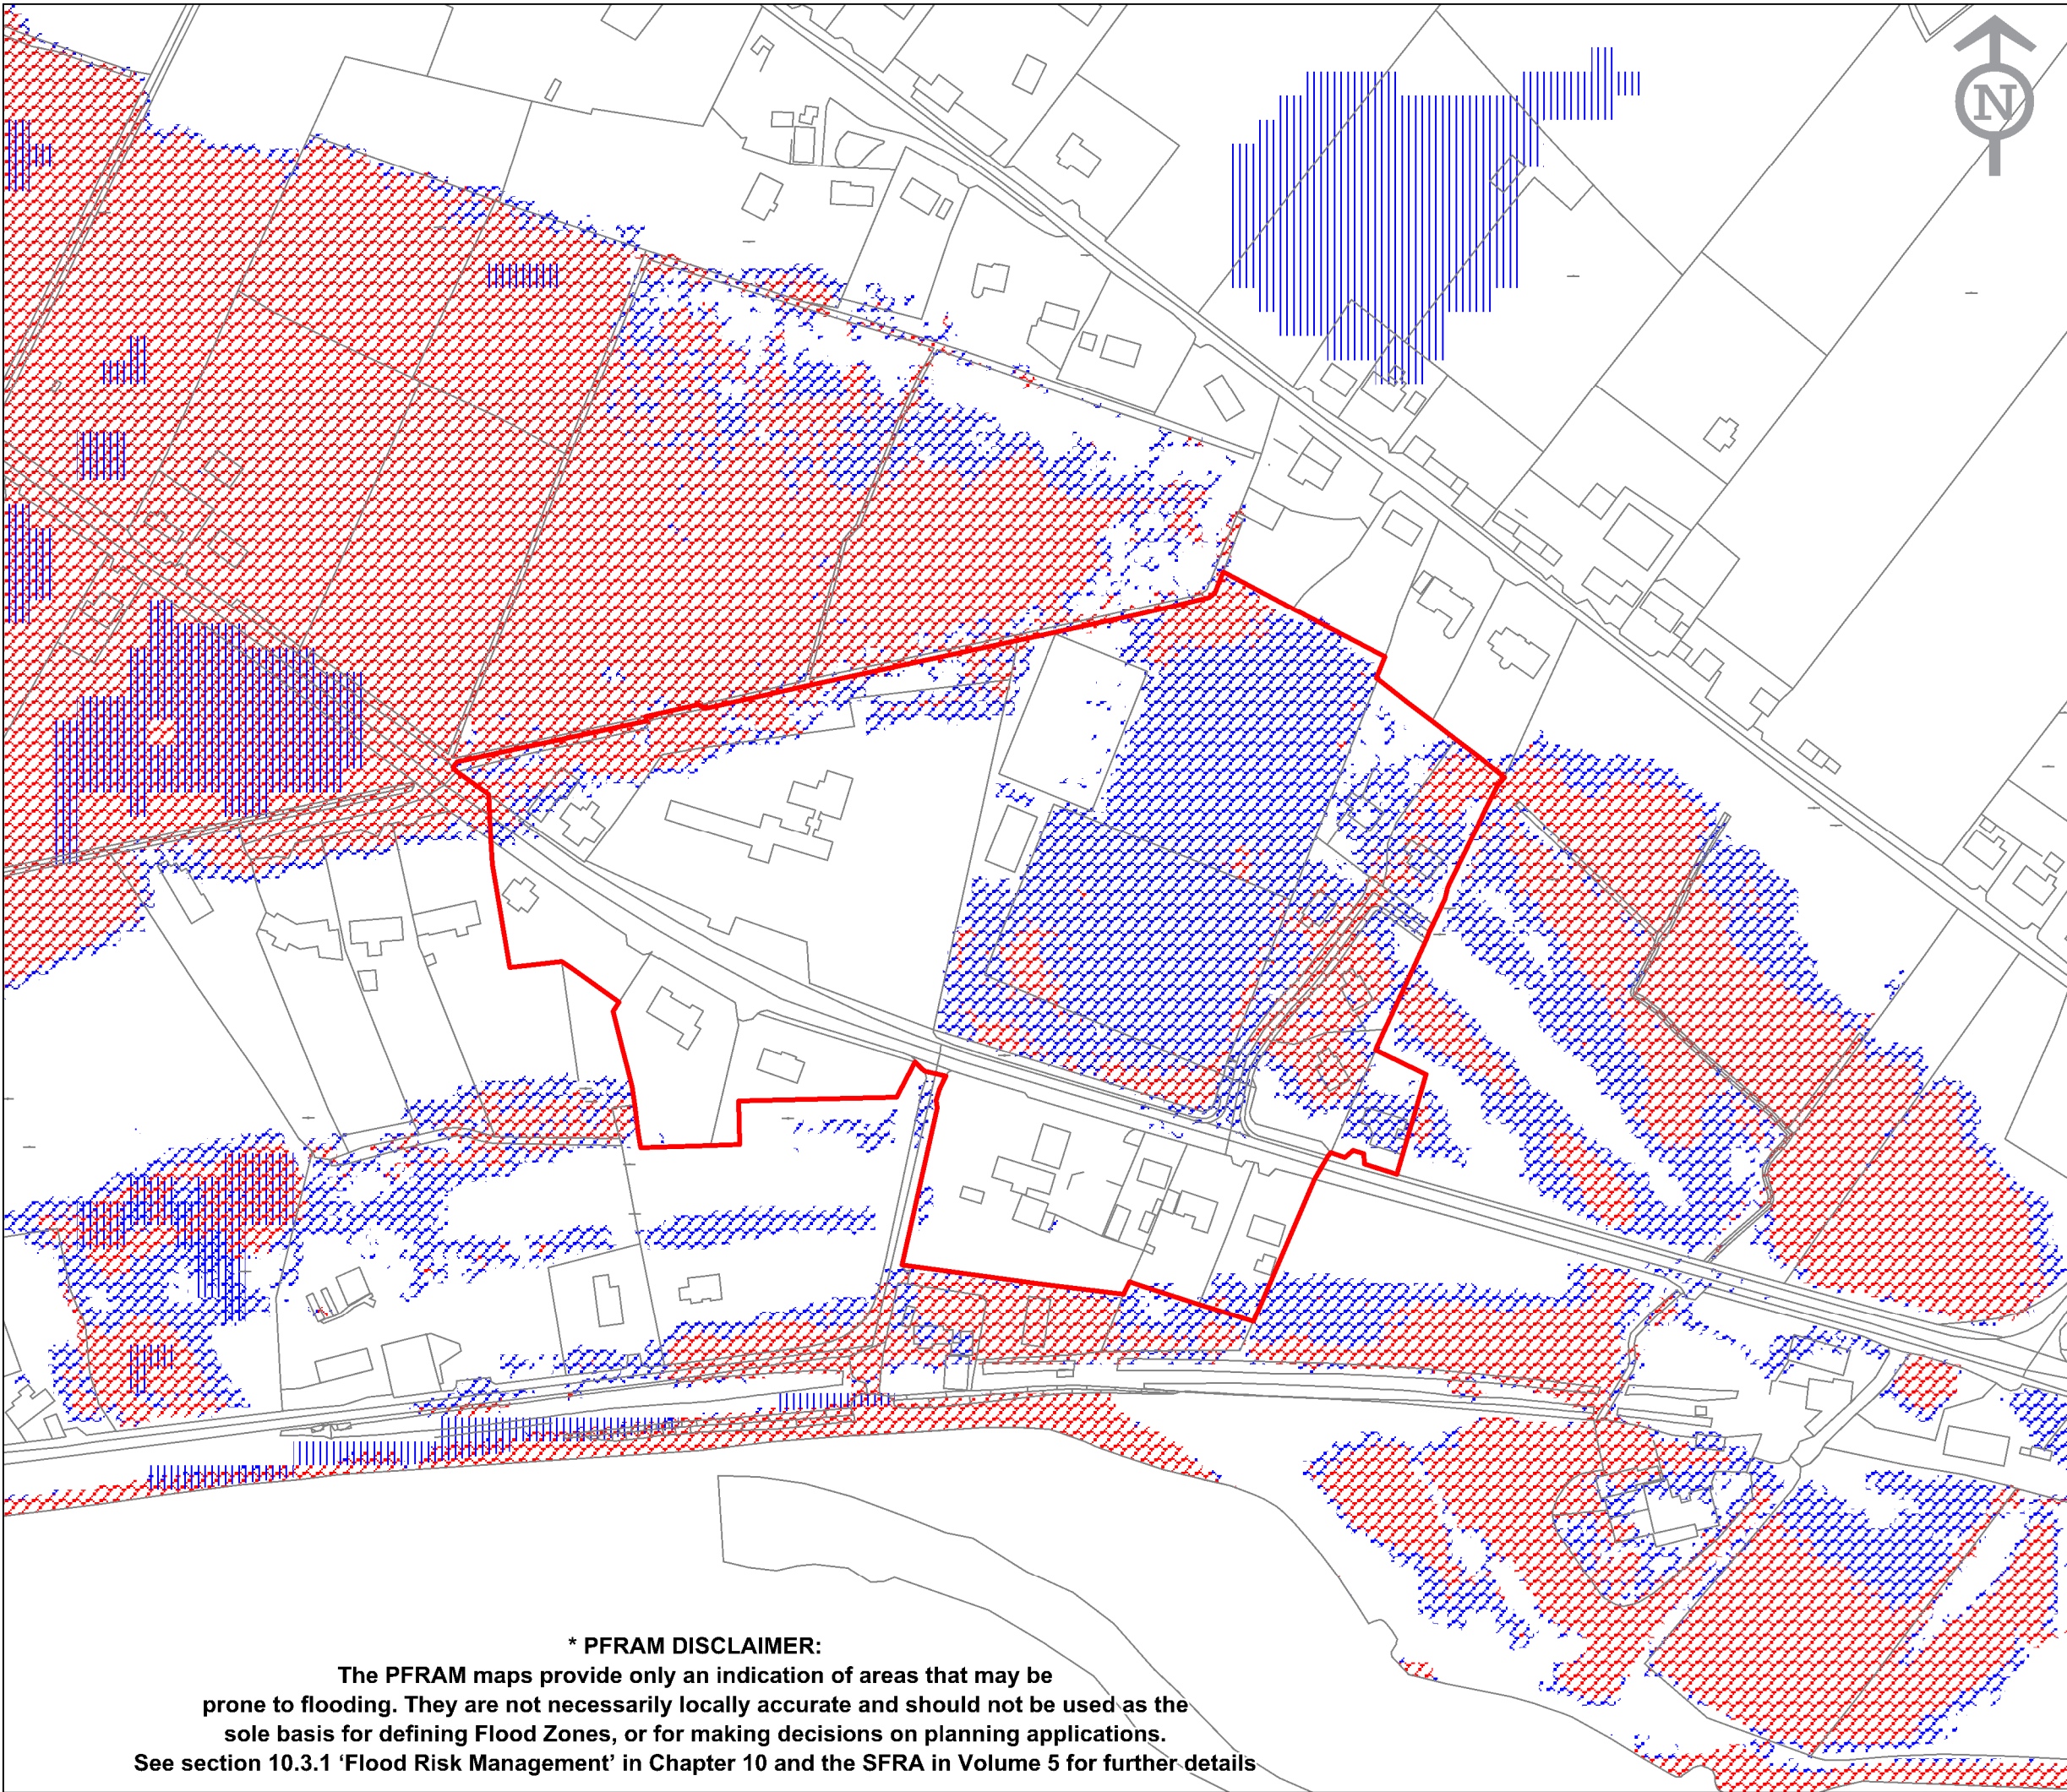 N
* PFRAM DISCLAIMER:
The PFRAM maps provide only an indication of areas that may be
prone to flooding. They are not necessarily locally accurate and should not be used as the
sole basis for defining Flood Zones, or for making decisions on planning applications.
See section 10.3.1 ‘Flood Risk Management’ in Chapter 10 and the SFRA in Volume 5 for further details